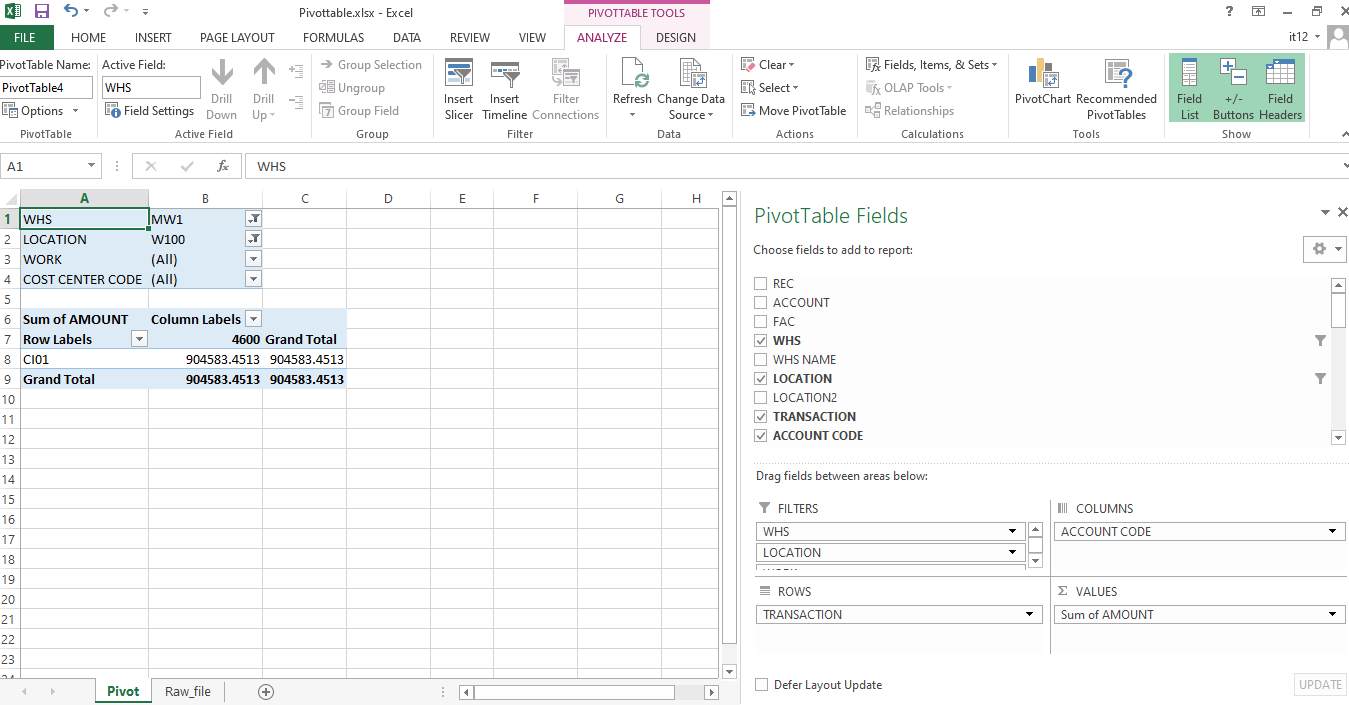 Pivottable.xlsx - Excel
PIVOTTABLE TOOLS
?
FILE HOME INSERT PAGE LAYOUT FORMULAS DATA REVIEW VIEW ANALYZE DESIGN
it12
PivotTable Name:
PivotTable4
Options
PivotTable
Active Field:
WHS
Field Settings
Drill Down
Drill Up
Active Field
Group Selection
Ungroup
Group Field
Group
Insert Slicer
Insert Timeline
Filter Connections
Filter
Refresh
Change Data Source
Data
Clear
Select
Move PivotTable
Actions
Fields, Items, & Sets
OLAP Tools
Relationships
Calculations
PivotChart
Recommended PivotTables
Tools
Field List
+/- Buttons
Field Headers
Show
A1
fx
WHS
A B C D E F G H
1 WHS MW1
2 LOCATION W100
3 WORK (All)
4 COST CENTER CODE (All)
5
6 Sum of AMOUNT Column Labels
7 Row Labels 4600 Grand Total
8 CI01 904583.4513 904583.4513
9 Grand Total 904583.4513 904583.4513
10
11
12
13
14
15
16
17
18
19
20
21
22
23
Pivot Raw_file
PivotTable Fields
Choose fields to add to report:
REC
ACCOUNT
FAC
WHS
WHS NAME
LOCATION
LOCATION2
TRANSACTION
ACCOUNT CODE
Drag fields between areas below:
FILTERS
WHS
LOCATION
COLUMNS
ACCOUNT CODE
ROWS
TRANSACTION
Σ VALUES
Sum of AMOUNT
Defer Layout Update
UPDATE